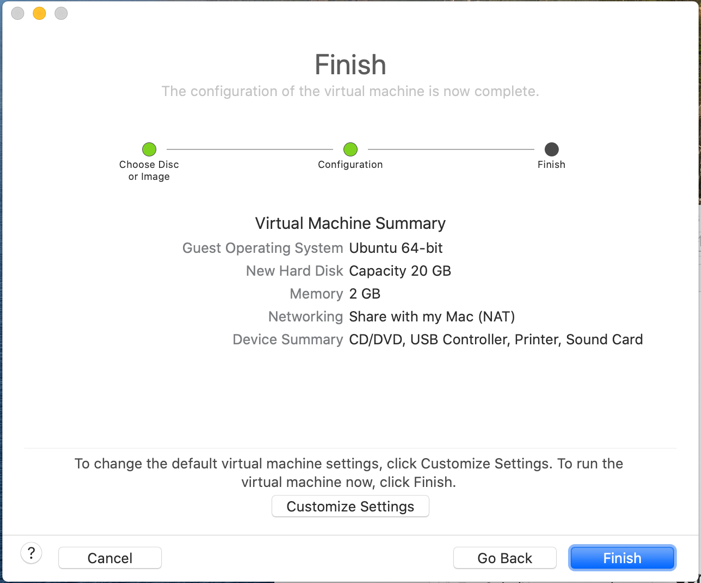 Finish
The configuration of the virtual machine is now complete.
Choose Disc
or Image
Configuration
Finish
Virtual Machine Summary
Guest Operating System Ubuntu 64-bit
New Hard Disk Capacity 20 GB
Memory 2 GB
Networking Share with my Mac (NAT)
Device Summary CD/DVD, USB Controller, Printer, Sound Card
To change the default virtual machine settings, click Customize Settings. To run the
virtual machine now, click Finish.
Customize Settings
? Cancel Go Back Finish